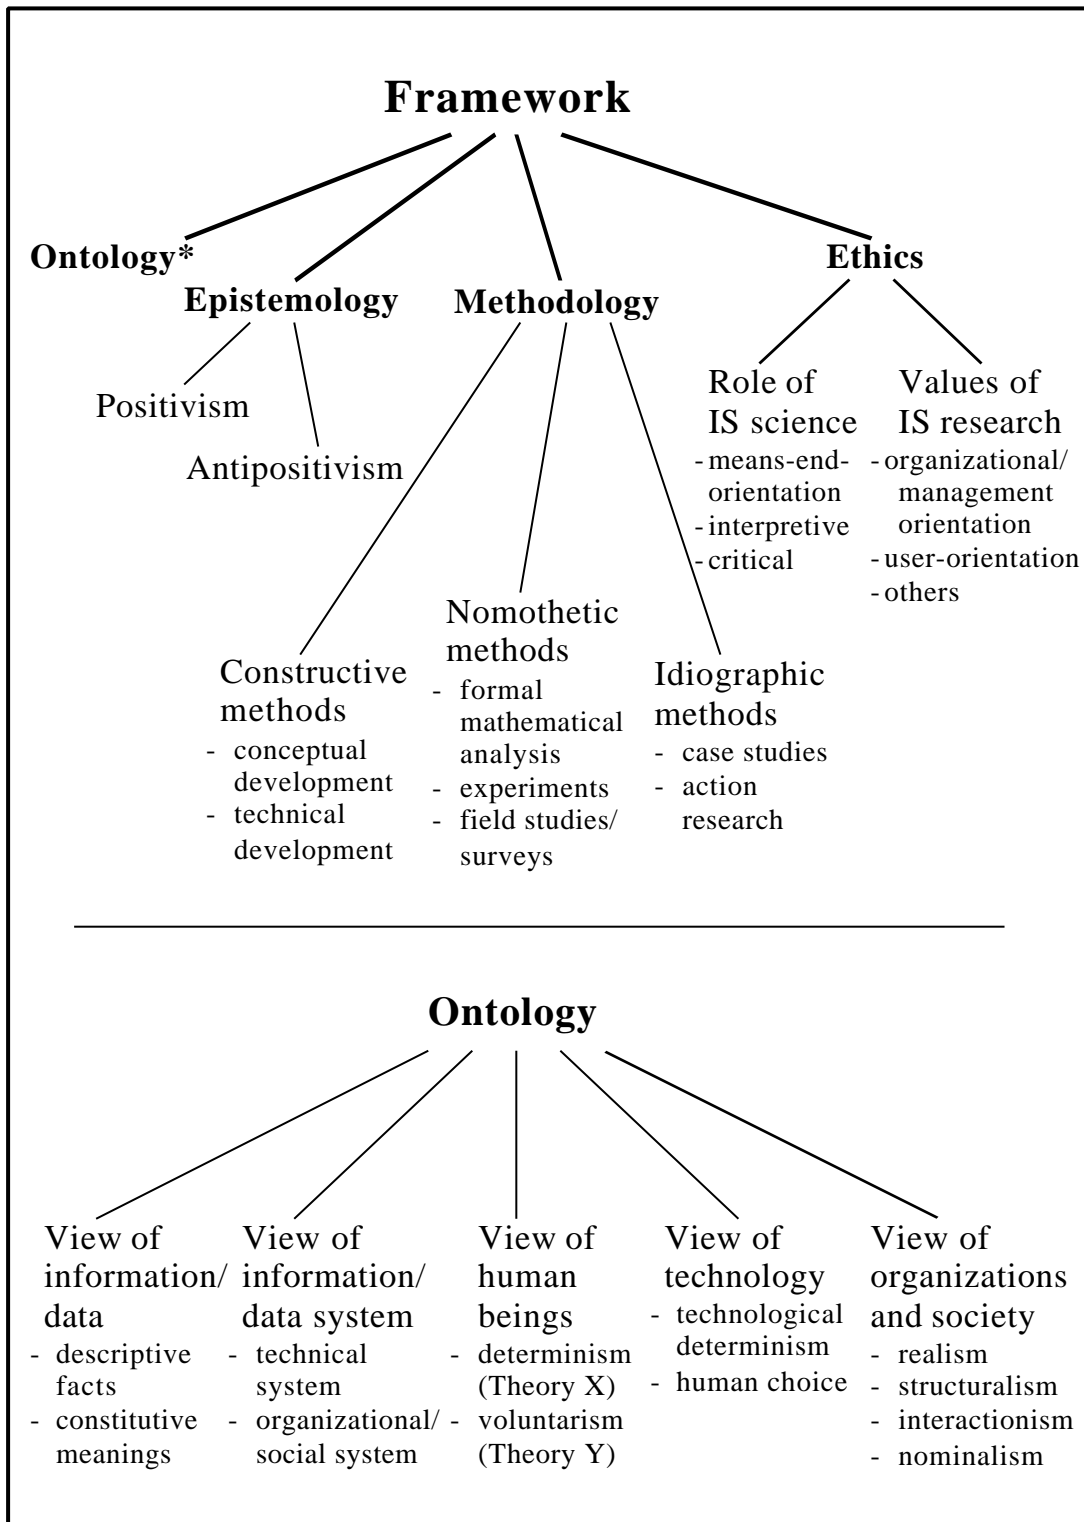 Framework
Ontology*
Epistemology
Methodology
Ethics
Positivism
Antipositivism
Role of
IS science
-means-end-
orientation
-interpretive
-critical
Values of
IS research
-organizational/
management
orientation
-user-orientation
-others
Constructive
methods
- conceptual
development
- technical
development
Nomothetic
methods
- formal
mathematical
analysis
- experiments
- field studies/
surveys
Idiographic
methods
- case studies
- action
research
Ontology
View of
information/
data
- descriptive
facts
- constitutive
meanings
View of
information/
data system
- technical
system
- organizational/
social system
View of
human
beings
- determinism
(Theory X)
- voluntarism
(Theory Y)
View of
technology
- technological
determinism
- human choice
View of
organizations
and society
- realism
- structuralism
- interactionism
- nominalism